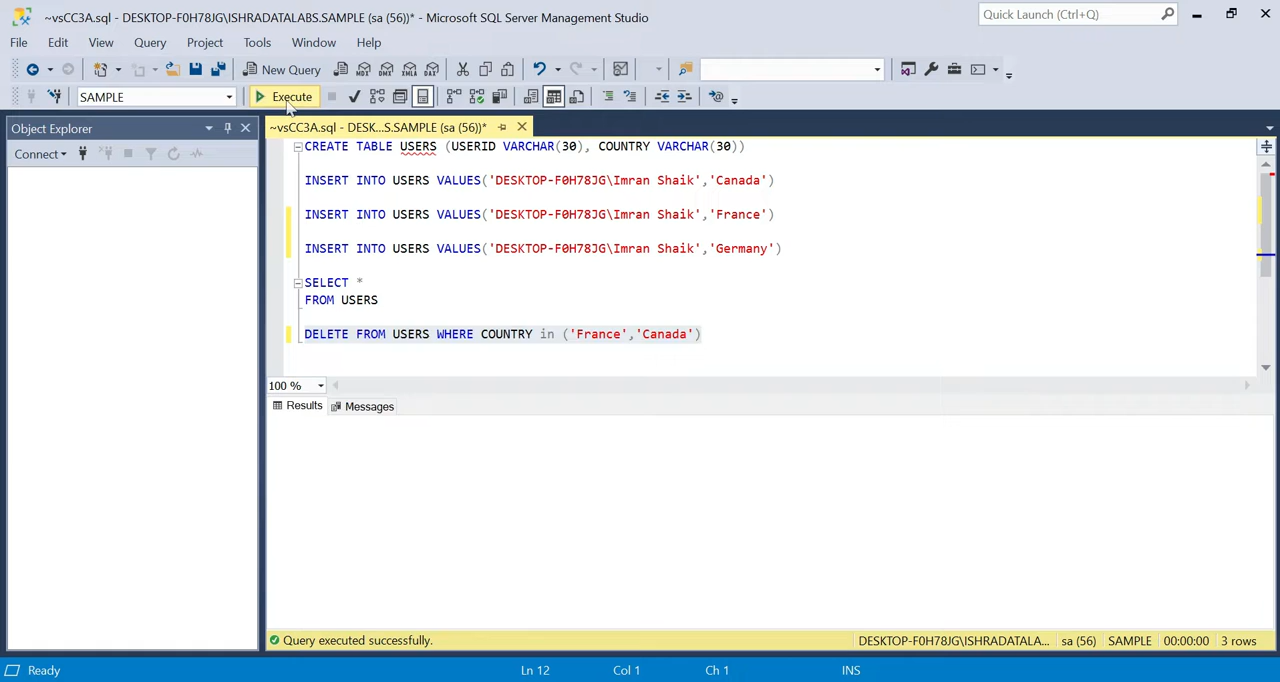 ~vsCC3A.sql - DESKTOP-F0H78JG\ISHRADATALABS.SAMPLE (sa (56))* - Microsoft SQL Server Management Studio
Quick Launch (Ctrl+Q)
File Edit View Query Project Tools Window Help
New Query MDX DMX XMLA DAX
SAMPLE Execute
Object Explorer
~vsCC3A.sql - DESK...S.SAMPLE (sa (56))*
Connect
CREATE TABLE USERS (USERID VARCHAR(30), COUNTRY VARCHAR(30))
INSERT INTO USERS VALUES('DESKTOP-F0H78JG\Imran Shaik','Canada')
INSERT INTO USERS VALUES('DESKTOP-F0H78JG\Imran Shaik','France')
INSERT INTO USERS VALUES('DESKTOP-F0H78JG\Imran Shaik','Germany')
SELECT *
FROM USERS
DELETE FROM USERS WHERE COUNTRY in ('France','Canada')
100 %
Results Messages
Query executed successfully.
DESKTOP-F0H78JG\ISHRADATALA... sa (56) SAMPLE 00:00:00 3 rows
Ready Ln 12 Col 1 Ch 1 INS